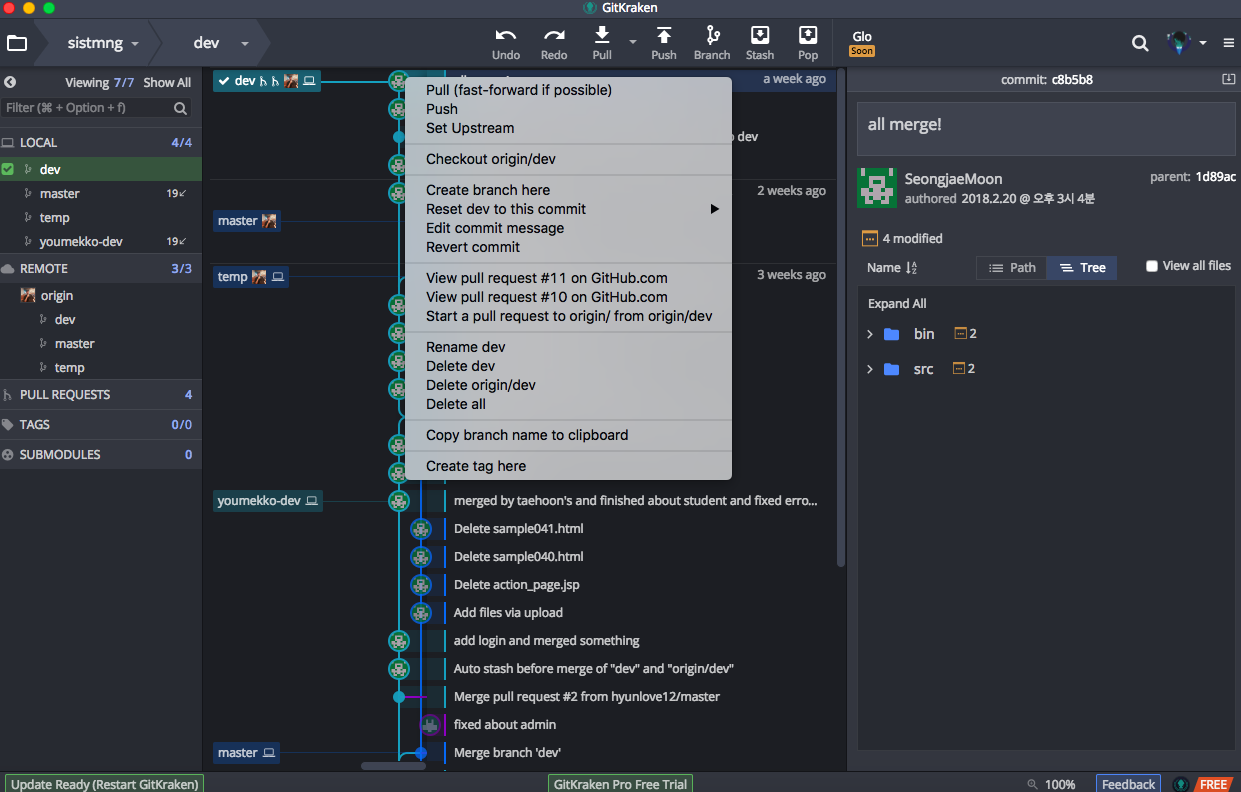 GitKraken
sistmng
dev
Undo
Redo
Pull
Push
Branch
Stash
Pop
Glo
Soon
Viewing 7/7 Show All
Filter (⌘ + Option + f)
LOCAL 4/4
dev
master 19↙
temp
youmekko-dev 19↙
REMOTE 3/3
origin
dev
master
temp
PULL REQUESTS 4
TAGS 0/0
SUBMODULES 0
dev
a week ago
dev
2 weeks ago
master
temp
3 weeks ago
Pull (fast-forward if possible)
Push
Set Upstream
Checkout origin/dev
Create branch here
Reset dev to this commit
Edit commit message
Revert commit
View pull request #11 on GitHub.com
View pull request #10 on GitHub.com
Start a pull request to origin/ from origin/dev
Rename dev
Delete dev
Delete origin/dev
Delete all
Copy branch name to clipboard
Create tag here
youmekko-dev
merged by taehoon's and finished about student and fixed erro...
Delete sample041.html
Delete sample040.html
Delete action_page.jsp
Add files via upload
add login and merged something
Auto stash before merge of "dev" and "origin/dev"
Merge pull request #2 from hyunlove12/master
fixed about admin
master
Merge branch 'dev'
commit: c8b5b8
all merge!
SeongjaeMoon
authored 2018.2.20 @ 오후 3시 4분
parent: 1d89ac
4 modified
Name
Path
Tree
View all files
Expand All
bin 2
src 2
Update Ready (Restart GitKraken)
GitKraken Pro Free Trial
100%
Feedback
FREE